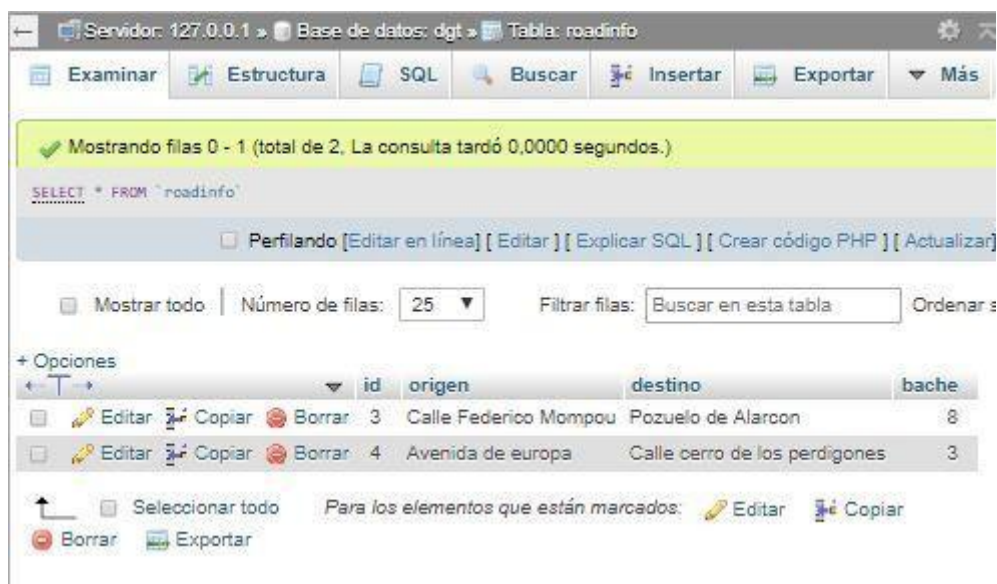 Servidor: 127.0.0.1 » Base de datos: dgt » Tabla: roadinfo
Examinar Estructura SQL Buscar Insertar Exportar Más
Mostrando filas 0 - 1 (total de 2, La consulta tardó 0,0000 segundos.)
SELECT * FROM `roadinfo`
Perfilando [Editar en línea] [ Editar ] [ Explicar SQL ] [ Crear código PHP ] [ Actualizar]
Mostrar todo | Número de filas: 25 Filtrar filas: Buscar en esta tabla Ordenar s
+ Opciones
id origen destino bache
Editar Copiar Borrar 3 Calle Federico Mompou Pozuelo de Alarcon 8
Editar Copiar Borrar 4 Avenida de europa Calle cerro de los perdigones 3
Seleccionar todo Para los elementos que están marcados: Editar Copiar
Borrar Exportar